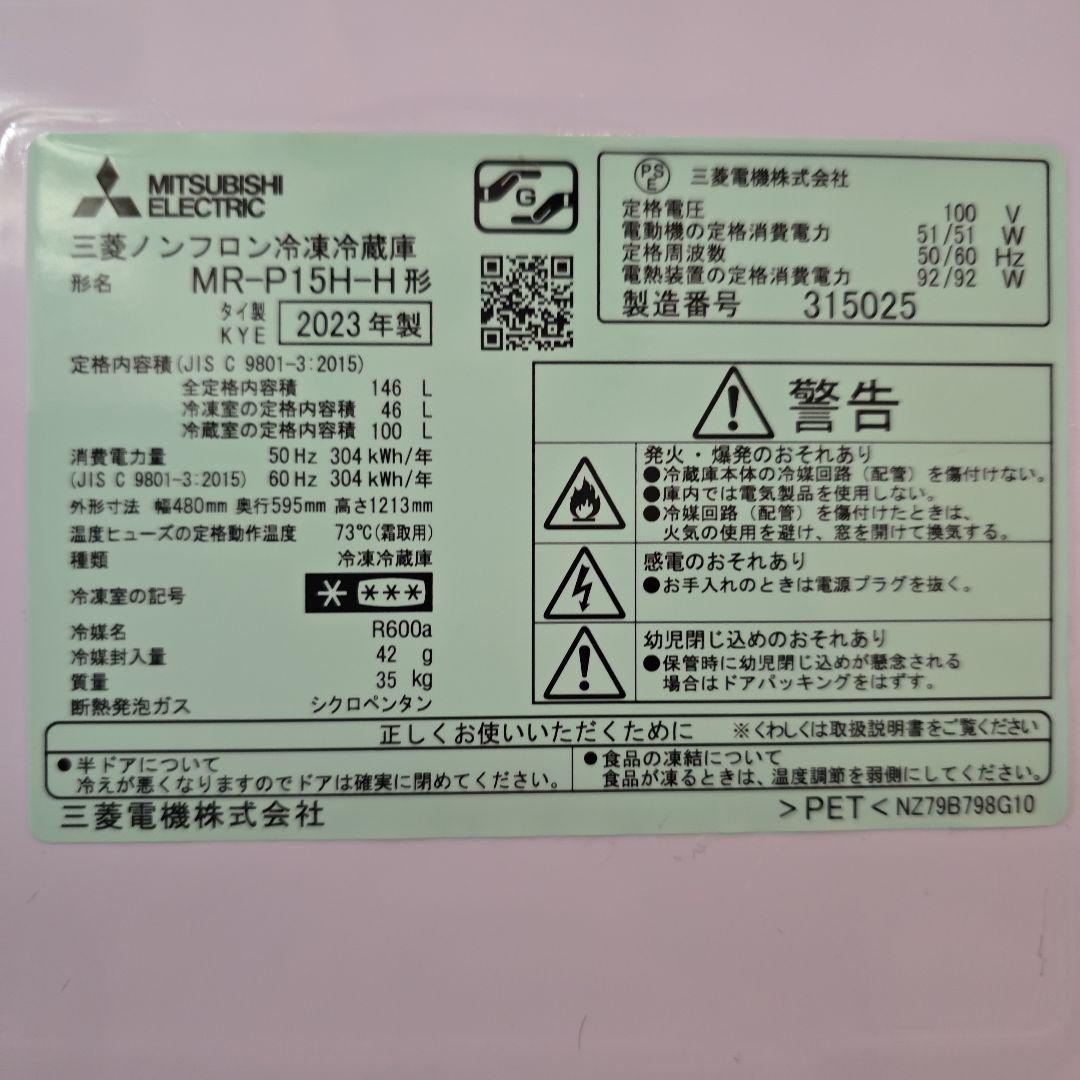 MITSUBISHI
ELECTRIC
三菱ノンフロン冷凍冷蔵庫
形名 MR-P15H-H 形
タイ製
KYE
2023 年製
定格内容積(JIS C 9801-3:2015)
全定格内容積 146 L
冷凍室の定格内容積 46 L
冷蔵室の定格内容積 100 L
消費電力量 50 Hz 304 kWh/年
(JIS C 9801-3:2015) 60 Hz 304 kWh/年
外形寸法 幅480mm 奥行595mm 高さ1213mm
温度ヒューズの定格動作温度 73℃(霜取用)
種類 冷凍冷蔵庫
冷凍室の記号 * ***
冷媒名 R600a
冷媒封入量 42 g
質量 35 kg
断熱発泡ガス シクロペンタン
G
PSE 三菱電機株式会社
定格電圧 100 V
電動機の定格消費電力 51/51 W
定格周波数 50/60 Hz
電熱装置の定格消費電力 92/92 W
製造番号 315025
警告
発火・爆発のおそれあり
●冷蔵庫本体の冷媒回路（配管）を傷付けない。
●庫内では電気製品を使用しない。
●冷媒回路（配管）を傷付けたときは、
火気の使用を避け、窓を開けて換気する。
感電のおそれあり
●お手入れのときは電源プラグを抜く。
幼児閉じ込めのおそれあり
●保管時に幼児閉じ込めが懸念される
場合はドアパッキングをはずす。
正しくお使いいただくために ※くわしくは取扱説明書をご覧ください
●半ドアについて
冷えが悪くなりますのでドアは確実に閉めてください。
●食品の凍結について
食品が凍るときは、温度調節を弱側にしてください。
三菱電機株式会社
>PET< NZ79B798G10